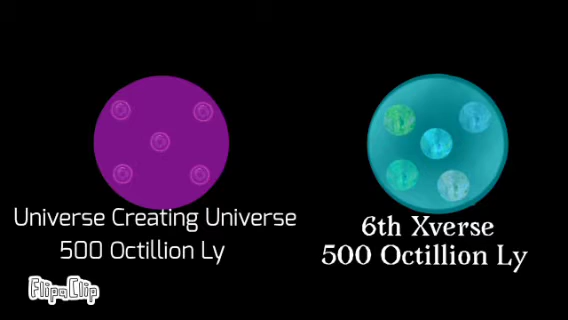 Universe Creating Universe
500 Octillion Ly
6th Xverse
500 Octillion Ly
FlipaClip